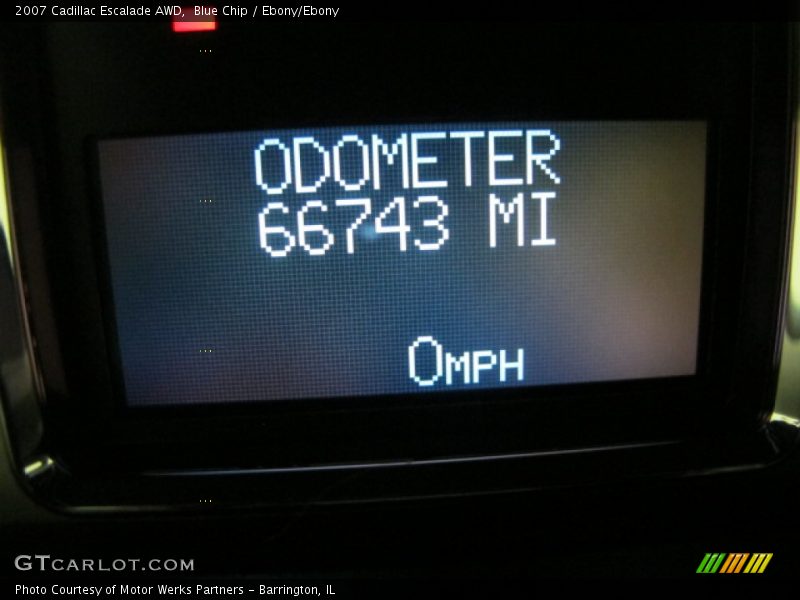 2007 Cadillac Escalade AWD,  Blue Chip / Ebony/Ebony
ODOMETER
66743 MI
0MPH
GTCARLOT.COM
Photo Courtesy of Motor Werks Partners - Barrington, IL